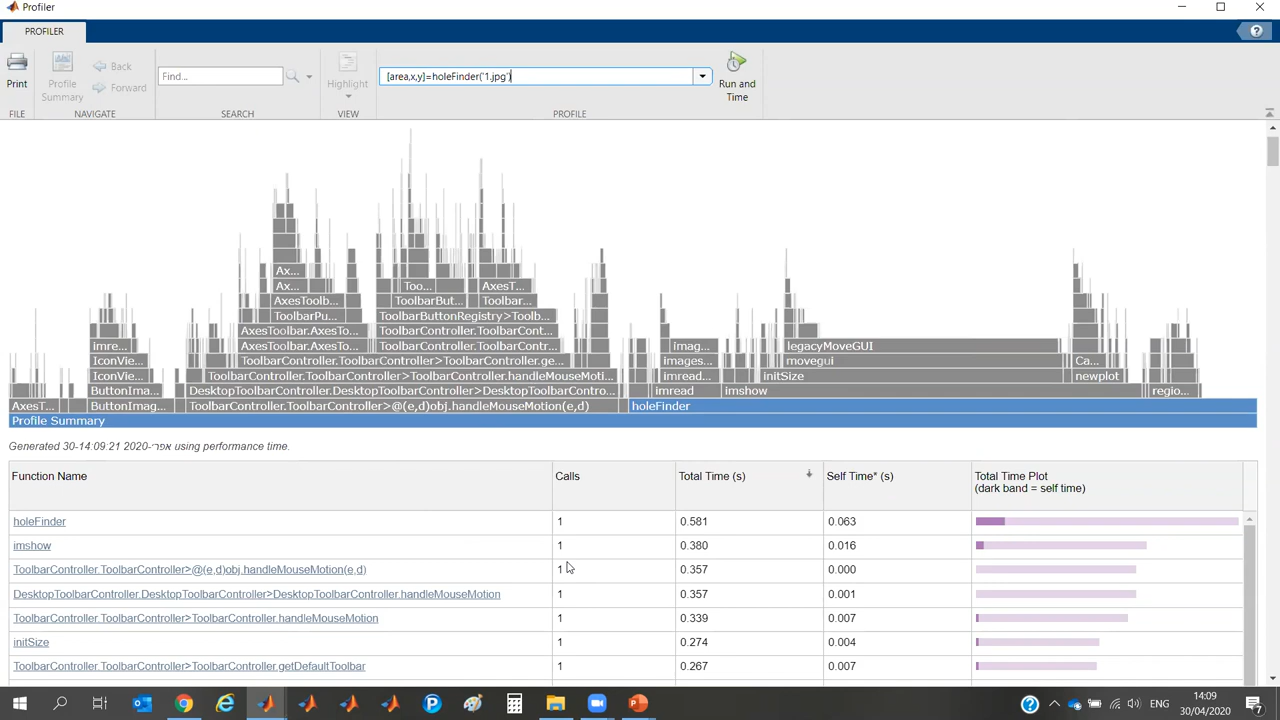 Profiler
PROFILER
Print
Profile
Summary
Back
Forward
Find...
Highlight
[area,x,y]=holeFinder('1.jpg')
Run and
Time
FILE
NAVIGATE
SEARCH
VIEW
PROFILE
Ax...
Ax...
Too...
AxesT...
AxesToolb...
ToolbarBut...
Toolbar...
ToolbarPu...
ToolbarButtonRegistry>Toolb...
AxesToolbar.AxesTo...
ToolbarController.ToolbarCont...
imre...
AxesToolbar.AxesTo...
ToolbarController.ToolbarCont...
imag...
legacyMoveGUI
IconVie...
ToolbarController.ToolbarController>ToolbarController.ge...
images...
movegui
Ca...
IconVie...
ToolbarController.ToolbarController>ToolbarController.handleMouseMoti...
imread...
initSize
newplot
ButtonIma...
DesktopToolbarController.DesktopToolbarController>DesktopToolbarContro...
imread
imshow
regio...
AxesT...
ButtonImag...
ToolbarController.ToolbarController>@(e,d)obj.handleMouseMotion(e,d)
holeFinder
Profile Summary
Generated 30-אפר-2020 14:09:21 using performance time.
Function Name Calls Total Time (s) Self Time* (s) Total Time Plot
(dark band = self time)
holeFinder 1 0.581 0.063
imshow 1 0.380 0.016
ToolbarController.ToolbarController>@(e,d)obj.handleMouseMotion(e,d) 1 0.357 0.000
DesktopToolbarController.DesktopToolbarController>DesktopToolbarController.handleMouseMotion 1 0.357 0.001
ToolbarController.ToolbarController>ToolbarController.handleMouseMotion 1 0.339 0.007
initSize 1 0.274 0.004
ToolbarController.ToolbarController>ToolbarController.getDefaultToolbar 1 0.267 0.007
ENG
14:09
30/04/2020
7